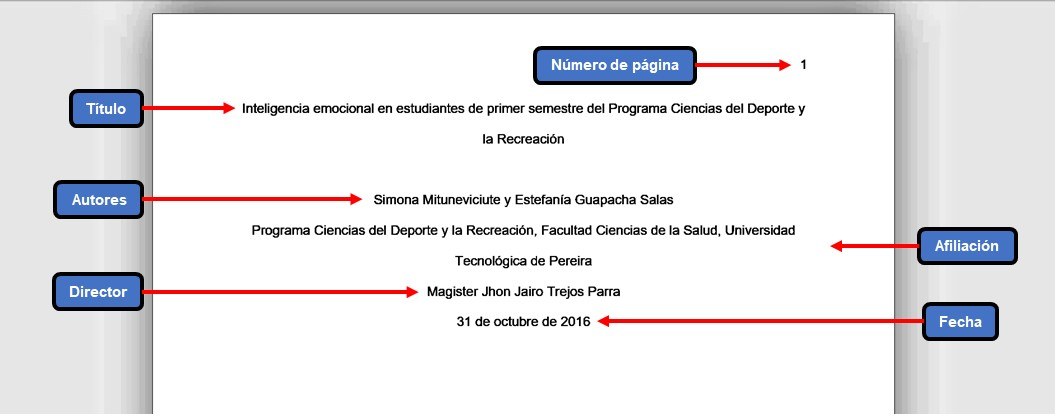 Número de página
1
Título
Inteligencia emocional en estudiantes de primer semestre del Programa Ciencias del Deporte y
la Recreación
Autores
Simona Mituneviciute y Estefanía Guapacha Salas
Programa Ciencias del Deporte y la Recreación, Facultad Ciencias de la Salud, Universidad
Tecnológica de Pereira
Afiliación
Director
Magister Jhon Jairo Trejos Parra
31 de octubre de 2016
Fecha